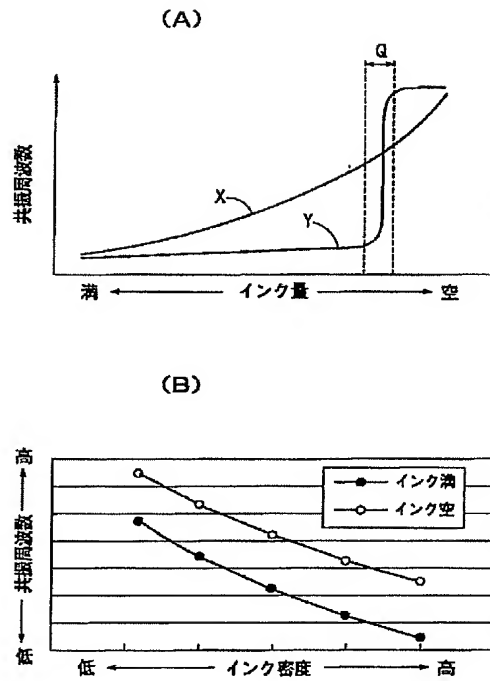 (A)
Q
共振周波数
X
Y
満 ← インク量 → 空
(B)
低 ← 共振周波数 → 高
インク満
インク空
低 ← インク密度 → 高